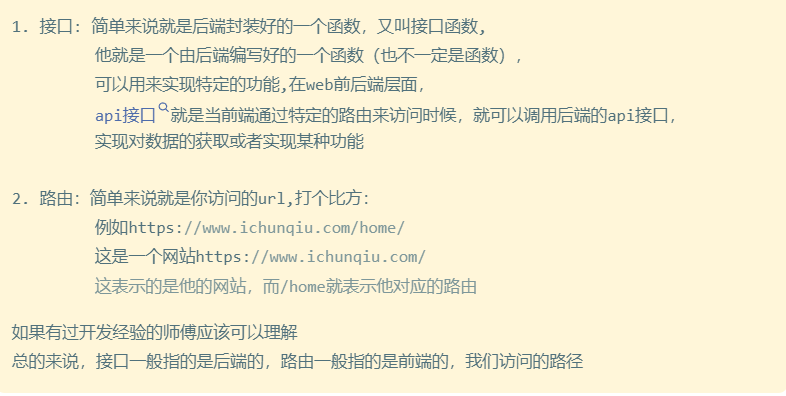 1. 接口: 简单来说就是后端封装好的一个函数, 又叫接口函数,
他就是一个由后端编写好的一个函数（也不一定是函数）,
可以用来实现特定的功能,在web前后端层面,
api接口就是当前端通过特定的路由来访问时候, 就可以调用后端的api接口,
实现对数据的获取或者实现某种功能
2. 路由: 简单来说就是你访问的url,打个比方:
例如https://www.ichunqiu.com/home/
这是一个网站https://www.ichunqiu.com/
这表示的是他的网站, 而/home就表示他对应的路由
如果有过开发经验的师傅应该可以理解
总的来说, 接口一般指的是后端的, 路由一般指的是前端的, 我们访问的路径